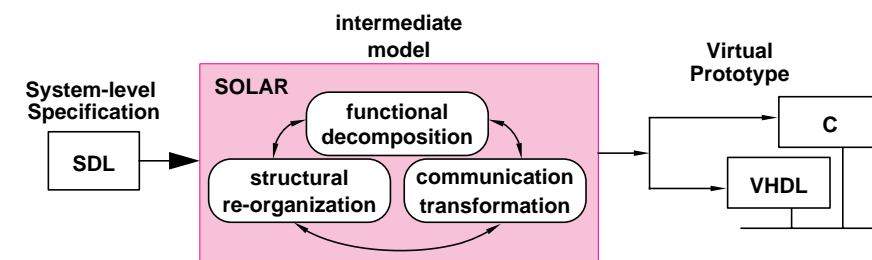 System-level
Specification
SDL
intermediate
model
SOLAR
functional
decomposition
structural
re-organization
communication
transformation
Virtual
Prototype
C
VHDL